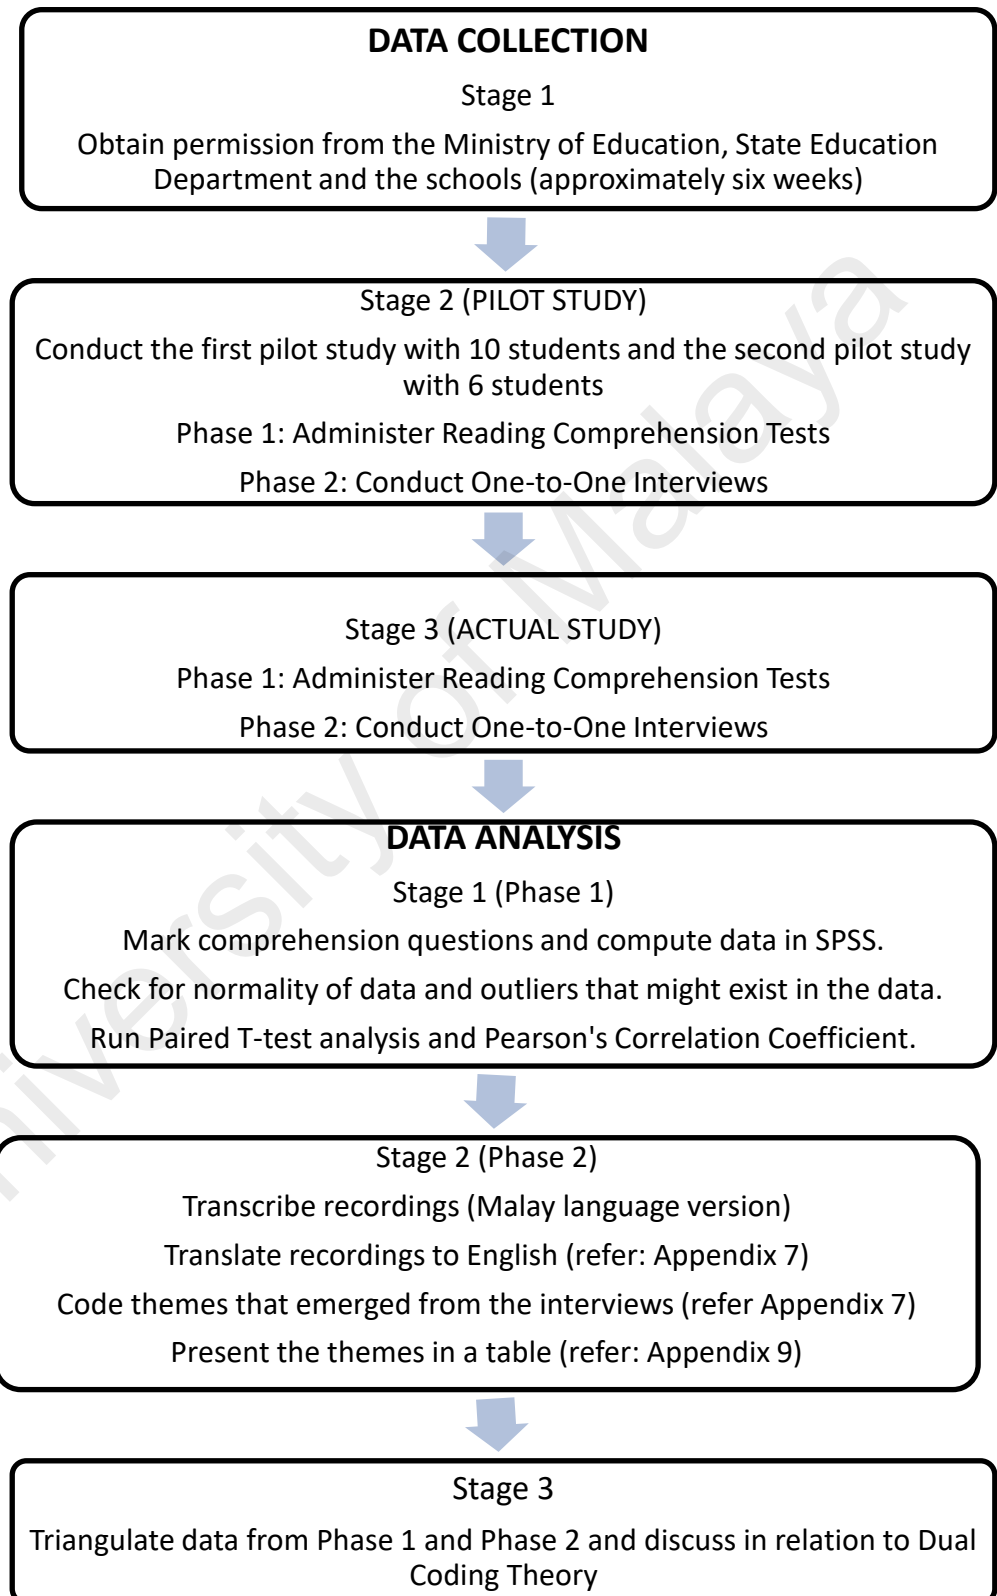 DATA COLLECTION
Stage 1
Obtain permission from the Ministry of Education, State Education
Department and the schools (approximately six weeks)
Stage 2 (PILOT STUDY)
Conduct the first pilot study with 10 students and the second pilot study
with 6 students
Phase 1: Administer Reading Comprehension Tests
Phase 2: Conduct One-to-One Interviews
Stage 3 (ACTUAL STUDY)
Phase 1: Administer Reading Comprehension Tests
Phase 2: Conduct One-to-One Interviews
DATA ANALYSIS
Stage 1 (Phase 1)
Mark comprehension questions and compute data in SPSS.
Check for normality of data and outliers that might exist in the data.
Run Paired T-test analysis and Pearson's Correlation Coefficient.
Stage 2 (Phase 2)
Transcribe recordings (Malay language version)
Translate recordings to English (refer: Appendix 7)
Code themes that emerged from the interviews (refer Appendix 7)
Present the themes in a table (refer: Appendix 9)
Stage 3
Triangulate data from Phase 1 and Phase 2 and discuss in relation to Dual
Coding Theory
niversity of Malaya